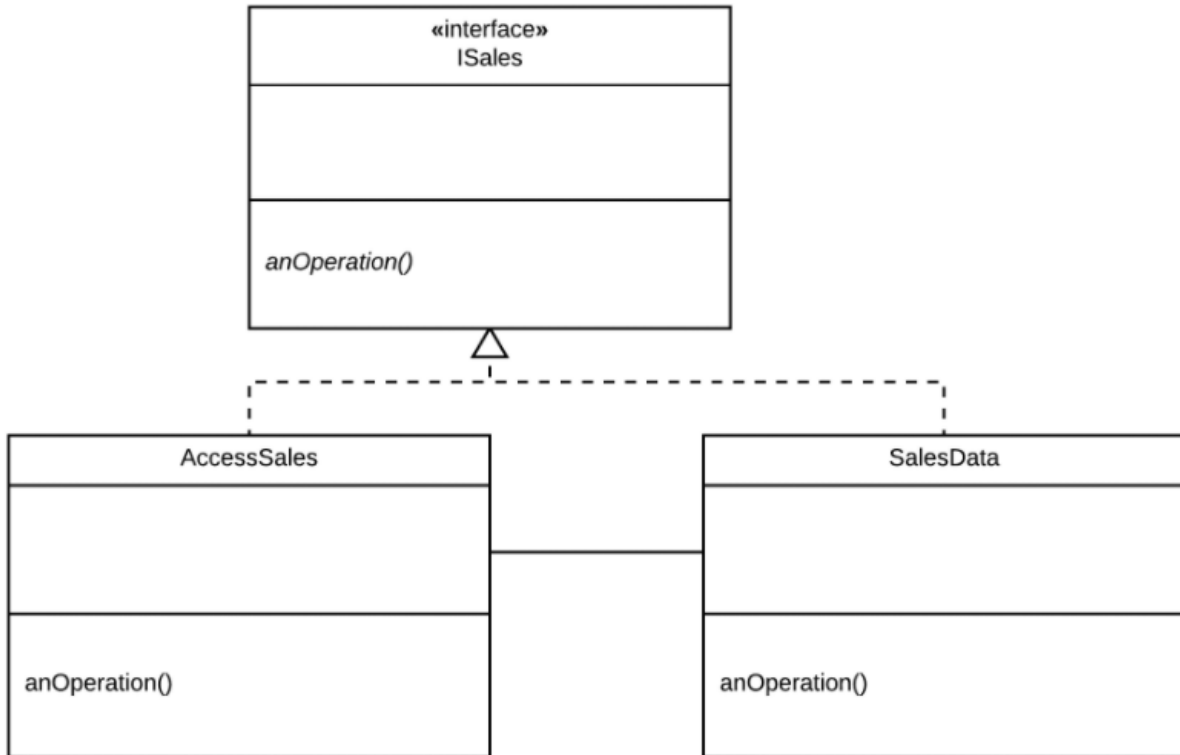 «interface»
ISales
anOperation()
AccessSales
SalesData
anOperation()
anOperation()